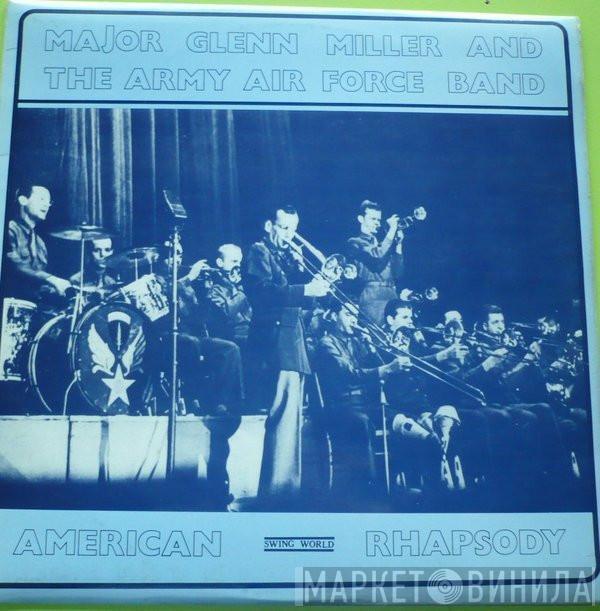 MAJOR GLENN MILLER AND
THE ARMY AIR FORCE BAND
AMERICAN
SWING WORLD
RHAPSODY
МАРКЕТ ВИНИЛА